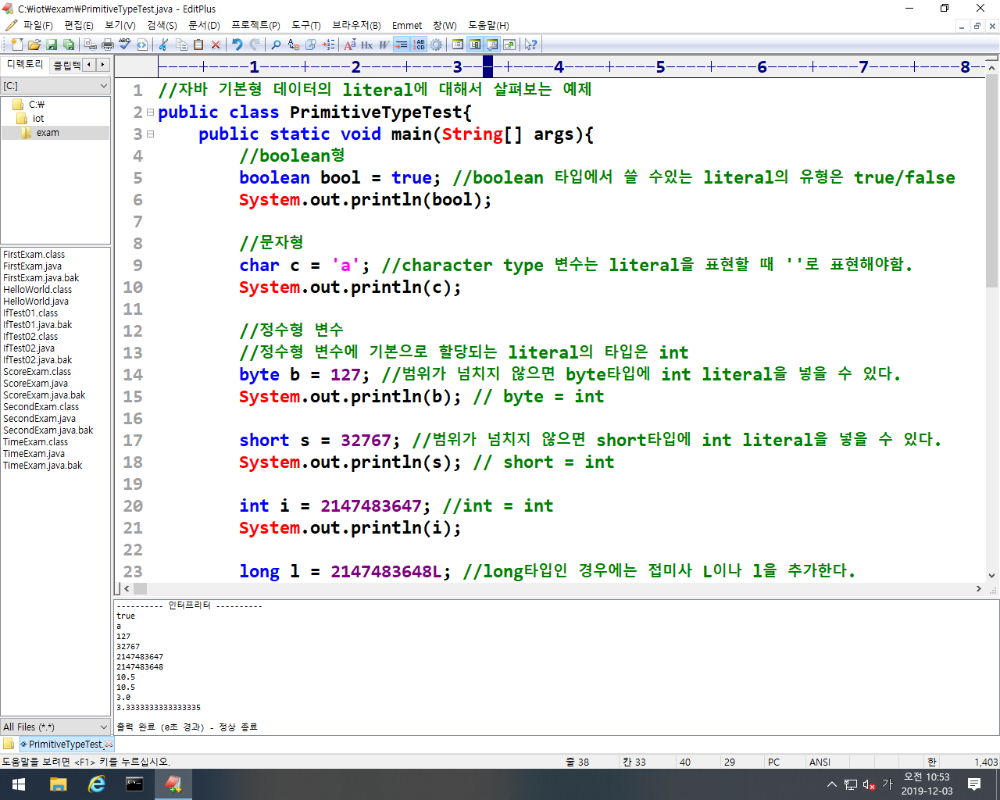 C:₩iot₩exam₩PrimitiveTypeTest.java - EditPlus
파일(F) 편집(E) 보기(V) 검색(S) 문서(D) 프로젝트(P) 도구(T) 브라우저(B) Emmet 창(W) 도움말(H)
디렉토리 클립텍
[C:]
C:₩
iot
exam
FirstExam.class
FirstExam.java
FirstExam.java.bak
HelloWorld.class
HelloWorld.java
IfTest01.class
IfTest01.java.bak
IfTest02.class
IfTest02.java
IfTest02.java.bak
ScoreExam.class
ScoreExam.java
ScoreExam.java.bak
SecondExam.class
SecondExam.java
SecondExam.java.bak
TimeExam.class
TimeExam.java
TimeExam.java.bak
All Files (*.*)
----+----1----+----2----+----3----+----4----+----5----+----6----+----7----+----8-
1 //자바 기본형 데이터의 literal에 대해서 살펴보는 예제
2 public class PrimitiveTypeTest{
3 public static void main(String[] args){
4 //boolean형
5 boolean bool = true; //boolean 타입에서 쓸 수있는 literal의 유형은 true/false
6 System.out.println(bool);
7
8 //문자형
9 char c = 'a'; //character type 변수는 literal을 표현할 때 ''로 표현해야함.
10 System.out.println(c);
11
12 //정수형 변수
13 //정수형 변수에 기본으로 할당되는 literal의 타입은 int
14 byte b = 127; //범위가 넘치지 않으면 byte타입에 int literal을 넣을 수 있다.
15 System.out.println(b); // byte = int
16
17 short s = 32767; //범위가 넘치지 않으면 short타입에 int literal을 넣을 수 있다.
18 System.out.println(s); // short = int
19
20 int i = 2147483647; //int = int
21 System.out.println(i);
22
23 long l = 2147483648L; //long타입인 경우에는 접미사 L이나 l을 추가한다.
---------- 인터프리터 ----------
true
a
127
32767
2147483647
2147483648
10.5
10.5
3.0
3.3333333333333335
출력 완료 (0초 경과) - 정상 종료
PrimitiveTypeTest.
도움말을 보려면 <F1> 키를 누르십시오. 줄 38 칸 33 40 29 PC ANSI 한 1,403
가 오전 10:53
2019-12-03